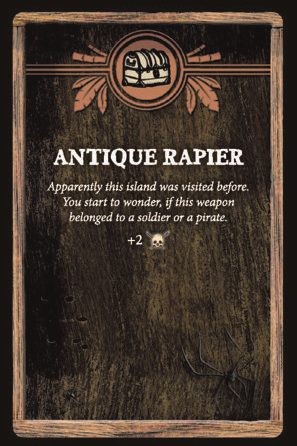 ANTIQUE RAPIER
Apparently this island was visited before.
You start to wonder, if this weapon
belonged to a soldier or a pirate.
+2